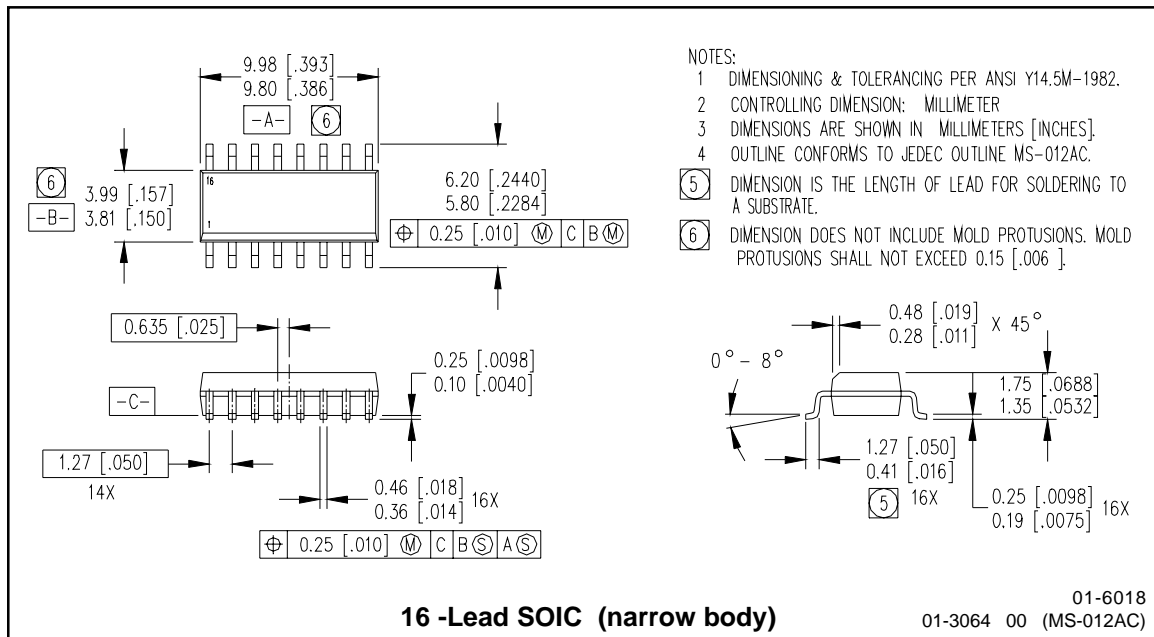 9.98 [.393]
9.80 [.386]
-A- 6
6
3.99 [.157]
-B- 3.81 [.150]
16
1
6.20 [.2440]
5.80 [.2284]
⌖ 0.25 [.010] Ⓜ C B Ⓜ
NOTES:
1 DIMENSIONING & TOLERANCING PER ANSI Y14.5M-1982.
2 CONTROLLING DIMENSION: MILLIMETER
3 DIMENSIONS ARE SHOWN IN MILLIMETERS [INCHES].
4 OUTLINE CONFORMS TO JEDEC OUTLINE MS-012AC.
5 DIMENSION IS THE LENGTH OF LEAD FOR SOLDERING TO
A SUBSTRATE.
6 DIMENSION DOES NOT INCLUDE MOLD PROTUSIONS. MOLD
PROTUSIONS SHALL NOT EXCEED 0.15 [.006 ].
0.635 [.025]
0.25 [.0098]
0.10 [.0040]
-C-
1.27 [.050]
14X
0.46 [.018]
0.36 [.014] 16X
⌖ 0.25 [.010] Ⓜ C B Ⓢ A Ⓢ
0.48 [.019]
0.28 [.011] X 45°
0° - 8°
1.75 [.0688]
1.35 [.0532]
1.27 [.050]
0.41 [.016]
5 16X
0.25 [.0098]
0.19 [.0075] 16X
16 -Lead SOIC (narrow body)
01-6018
01-3064 00 (MS-012AC)